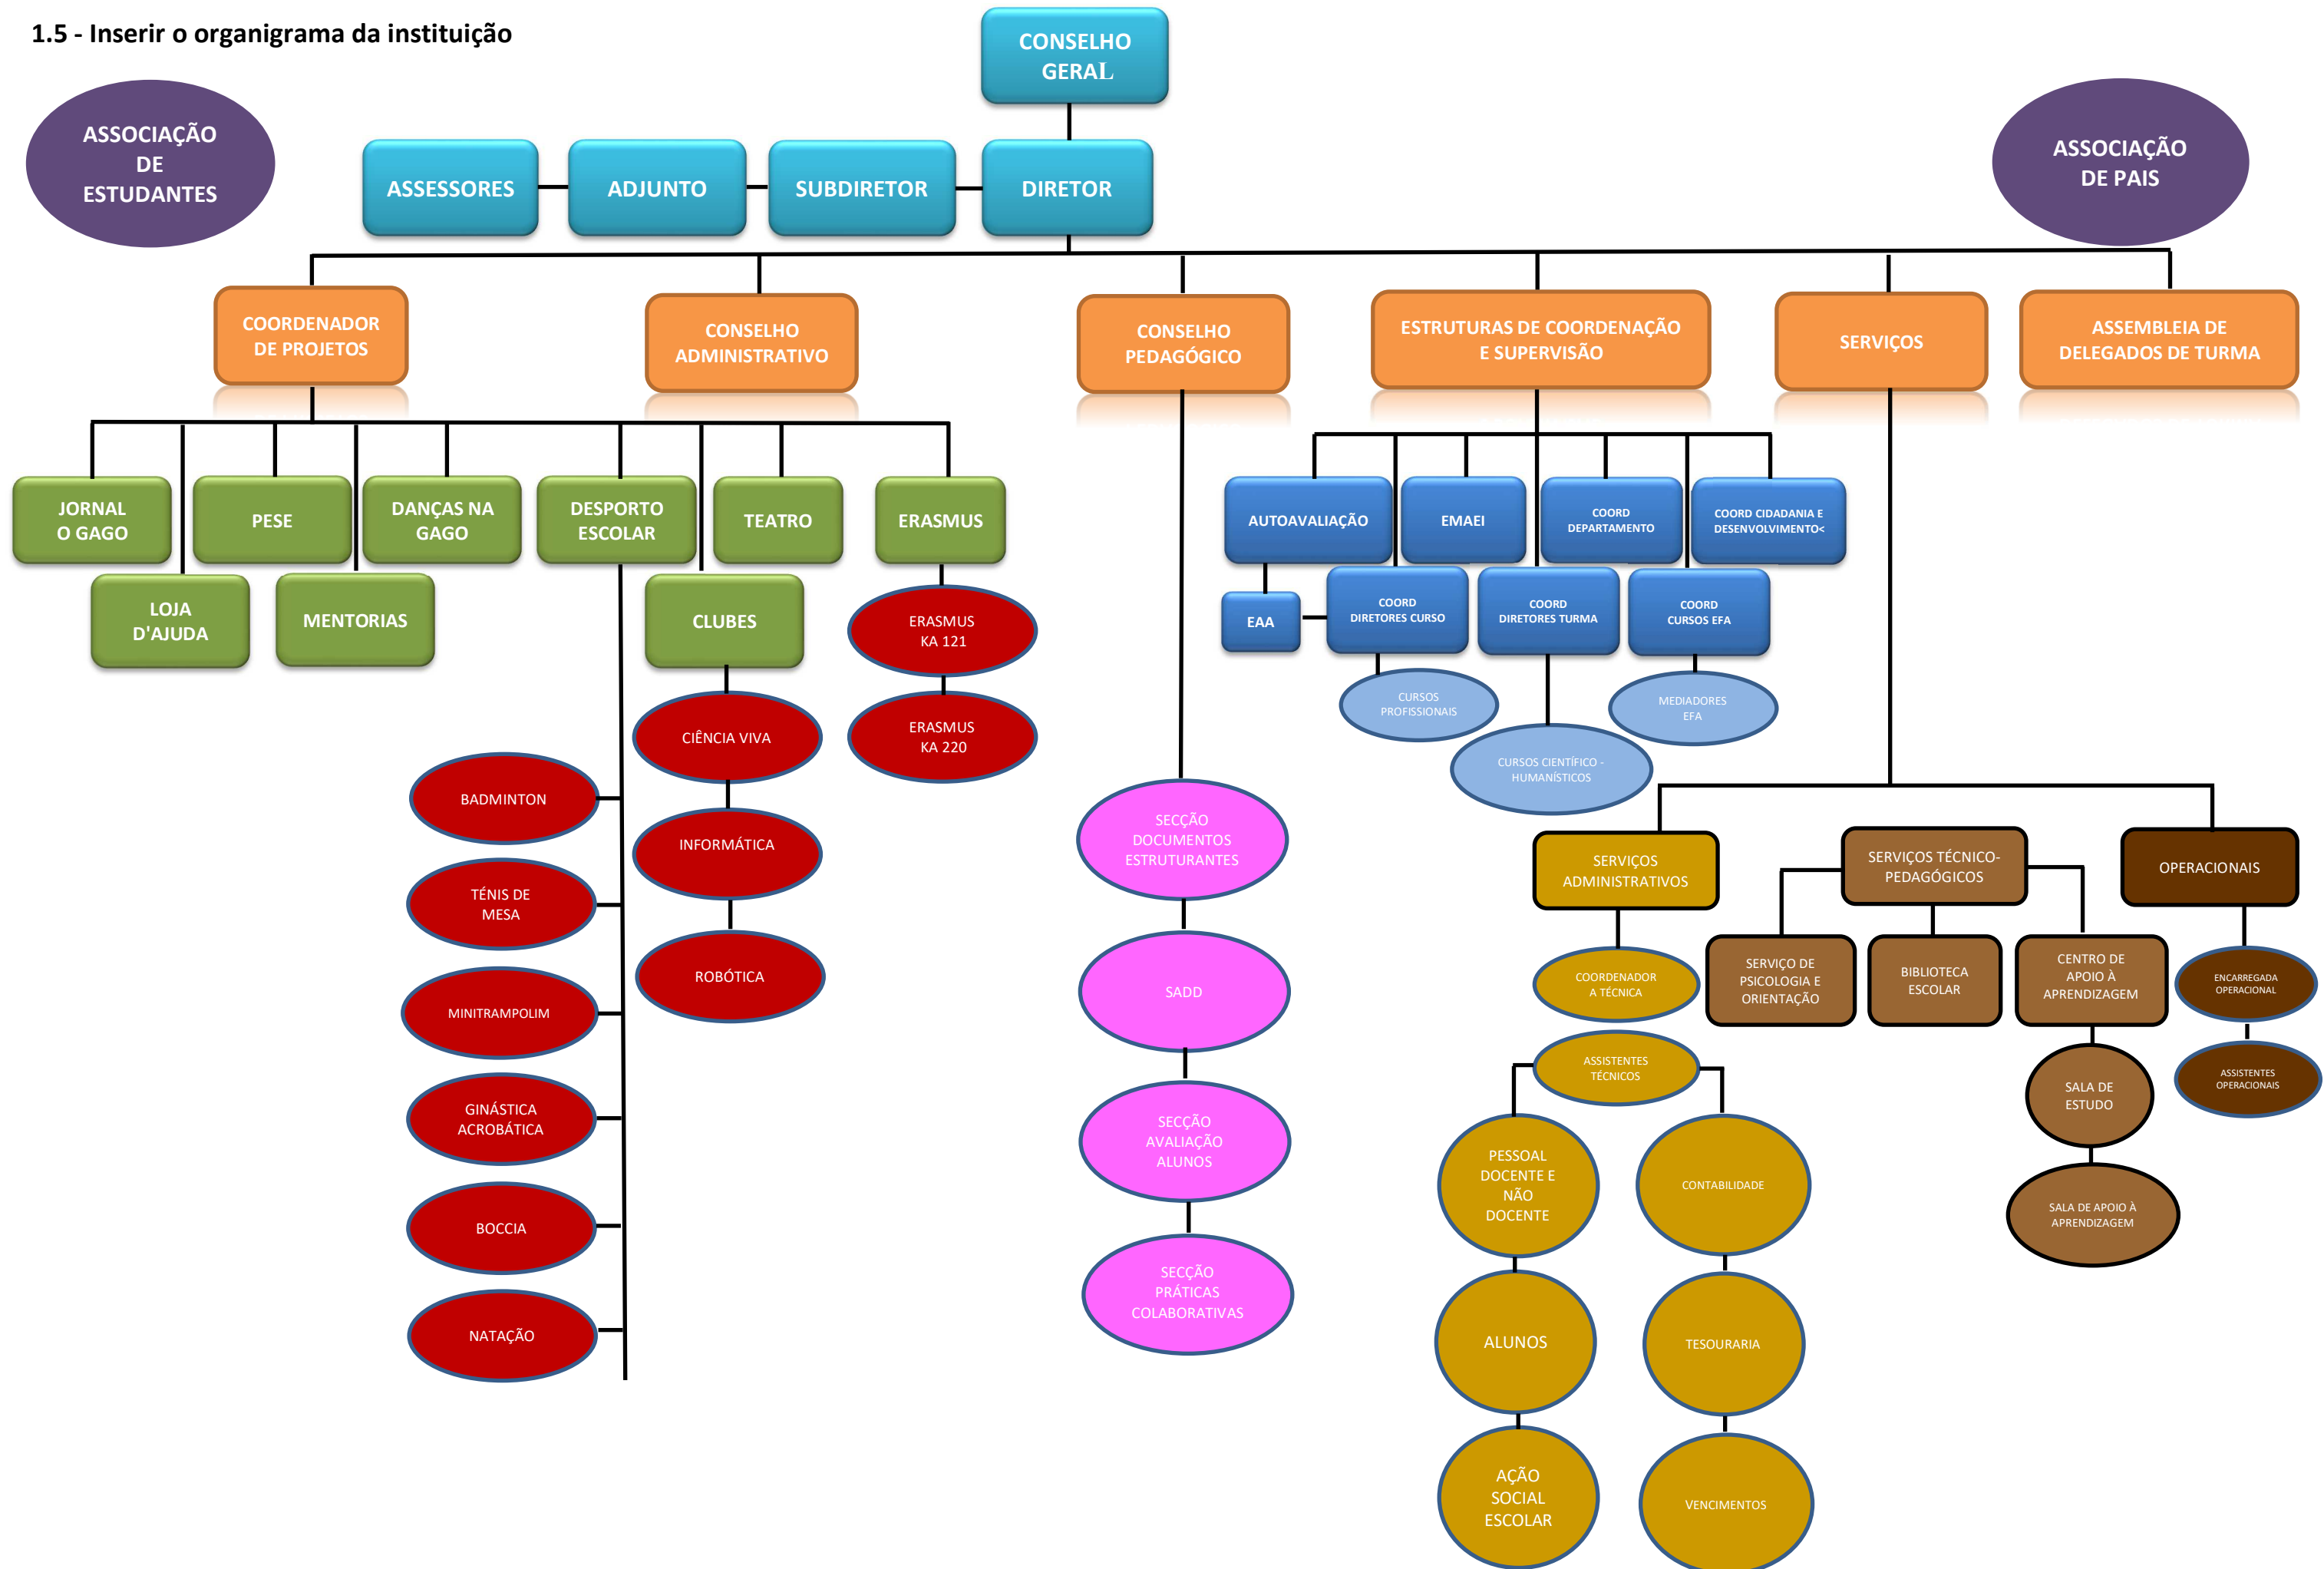 1.5 - Inserir o organigrama da instituição
CONSELHO
GERAL
ASSOCIAÇÃO
DE
ESTUDANTES
ASSESSORES
ADJUNTO
SUBDIRETOR
DIRETOR
ASSOCIAÇÃO
DE PAIS
COORDENADOR
DE PROJETOS
CONSELHO
ADMINISTRATIVO
CONSELHO
PEDAGÓGICO
ESTRUTURAS DE COORDENAÇÃO
E SUPERVISÃO
SERVIÇOS
ASSEMBLEIA DE
DELEGADOS DE TURMA
JORNAL
O GAGO
PESE
DANÇAS NA
GAGO
DESPORTO
ESCOLAR
TEATRO
ERASMUS
LOJA
D'AJUDA
MENTORIAS
CLUBES
ERASMUS
KA 121
ERASMUS
KA 220
CIÊNCIA VIVA
INFORMÁTICA
ROBÓTICA
BADMINTON
TÉNIS DE
MESA
MINITRAMPOLIM
GINÁSTICA
ACROBÁTICA
BOCCIA
NATAÇÃO
SECÇÃO
DOCUMENTOS
ESTRUTURANTES
SADD
SECÇÃO
AVALIAÇÃO
ALUNOS
SECÇÃO
PRÁTICAS
COLABORATIVAS
AUTOAVALIAÇÃO
EMAEI
COORD
DEPARTAMENTO
COORD CIDADANIA E
DESENVOLVIMENTO<
EAA
COORD
DIRETORES CURSO
COORD
DIRETORES TURMA
COORD
CURSOS EFA
CURSOS
PROFISSIONAIS
CURSOS CIENTÍFICO -
HUMANÍSTICOS
MEDIADORES
EFA
SERVIÇOS
ADMINISTRATIVOS
SERVIÇOS TÉCNICO-
PEDAGÓGICOS
OPERACIONAIS
COORDENADOR
A TÉCNICA
SERVIÇO DE
PSICOLOGIA E
ORIENTAÇÃO
BIBLIOTECA
ESCOLAR
CENTRO DE
APOIO À
APRENDIZAGEM
ENCARREGADA
OPERACIONAL
ASSISTENTES
TÉCNICOS
SALA DE
ESTUDO
ASSISTENTES
OPERACIONAIS
PESSOAL
DOCENTE E
NÃO
DOCENTE
CONTABILIDADE
SALA DE APOIO À
APRENDIZAGEM
ALUNOS
TESOURARIA
AÇÃO
SOCIAL
ESCOLAR
VENCIMENTOS